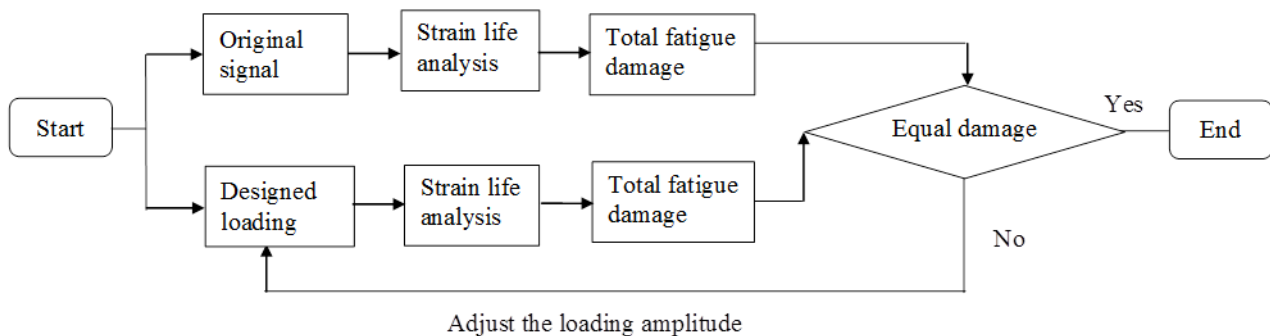 Start
Original
signal
Strain life
analysis
Total fatigue
damage
Designed
loading
Strain life
analysis
Total fatigue
damage
Equal damage
Yes
End
No
Adjust the loading amplitude